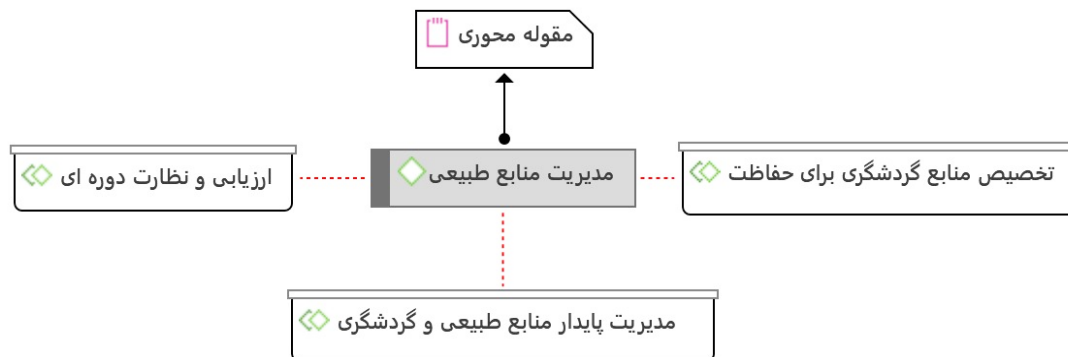 مقوله محوری
مدیریت منابع طبیعی
تخصیص منابع گردشگری برای حفاظت
ارزیابی و نظارت دوره ای
مدیریت پایدار منابع طبیعی و گردشگری